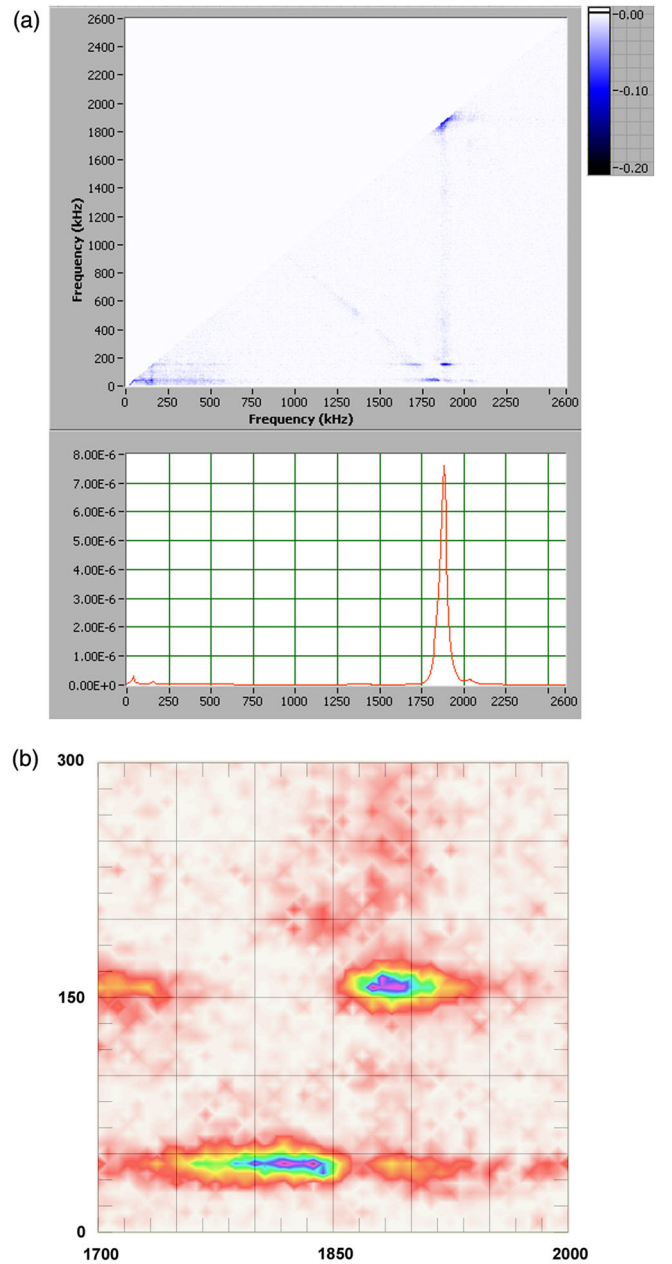 (a)
2600
2400
2200
2000
1800
1600
1400
1200
1000
800
600
400
200
0
Frequency (kHz)
0 250 500 750 1000 1250 1500 1750 2000 2250 2600
Frequency (kHz)
-0.00
-0.10
-0.20
8.00E-6
7.00E-6
6.00E-6
5.00E-6
4.00E-6
3.00E-6
2.00E-6
1.00E-6
0.00E+0
0 250 500 750 1000 1250 1500 1750 2000 2250 2600
Frequency (kHz)
(b)
300
150
0
1700 1850 2000